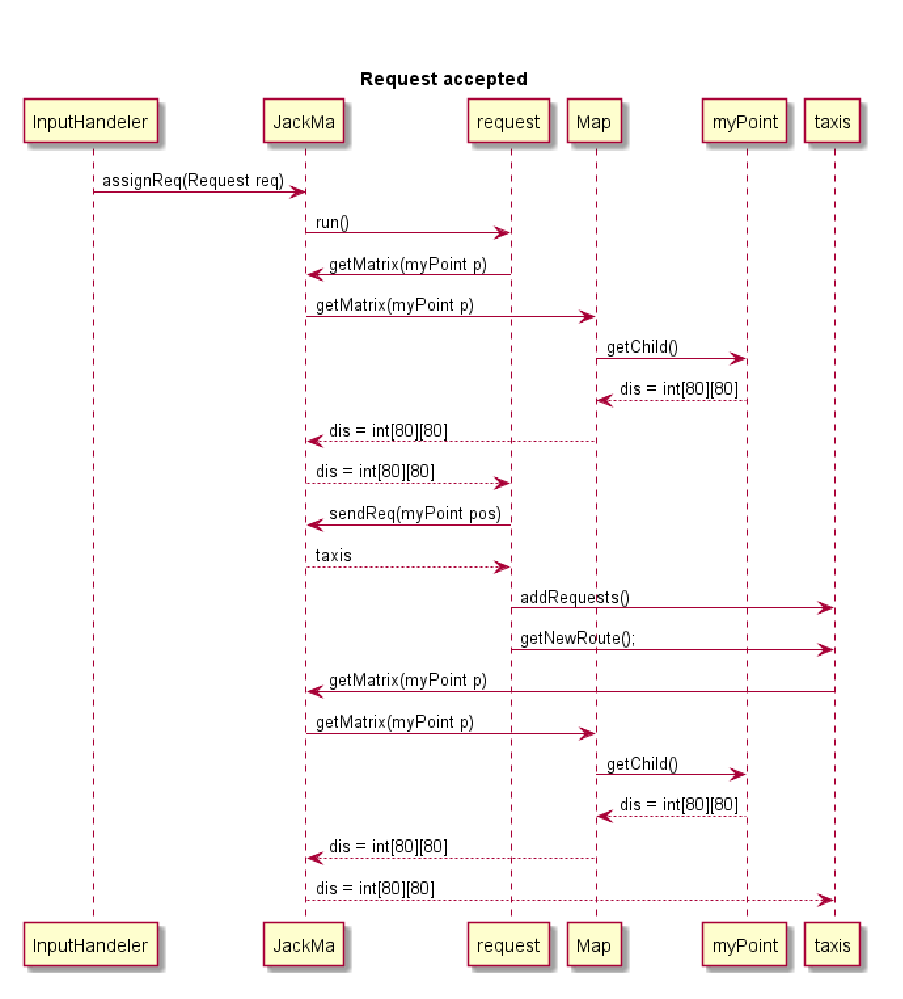 Request accepted
InputHandeler JackMa request Map myPoint taxis
assignReq(Request req)
run()
getMatrix(myPoint p)
getMatrix(myPoint p)
getChild()
dis = int[80][80]
dis = int[80][80]
dis = int[80][80]
sendReq(myPoint pos)
taxis
addRequests()
getNewRoute();
getMatrix(myPoint p)
getMatrix(myPoint p)
getChild()
dis = int[80][80]
dis = int[80][80]
dis = int[80][80]
InputHandeler JackMa request Map myPoint taxis